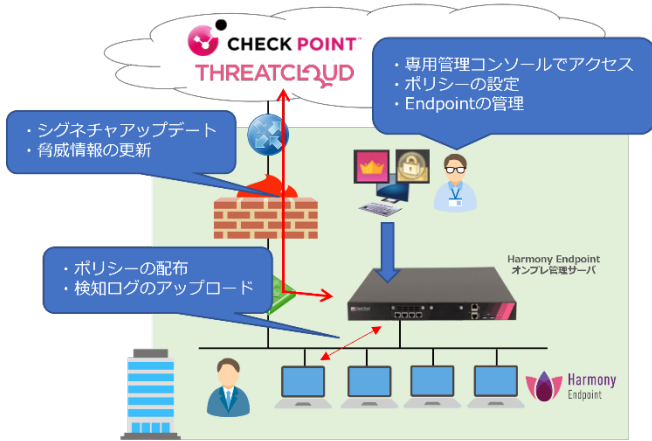 CHECK POINT™
THREATCLOUD
・専用管理コンソールでアクセス
・ポリシーの設定
・Endpointの管理
・シグネチャアップデート
・脅威情報の更新
Harmony Endpoint
オンプレ管理サーバ
・ポリシーの配布
・検知ログのアップロード
Harmony
Endpoint